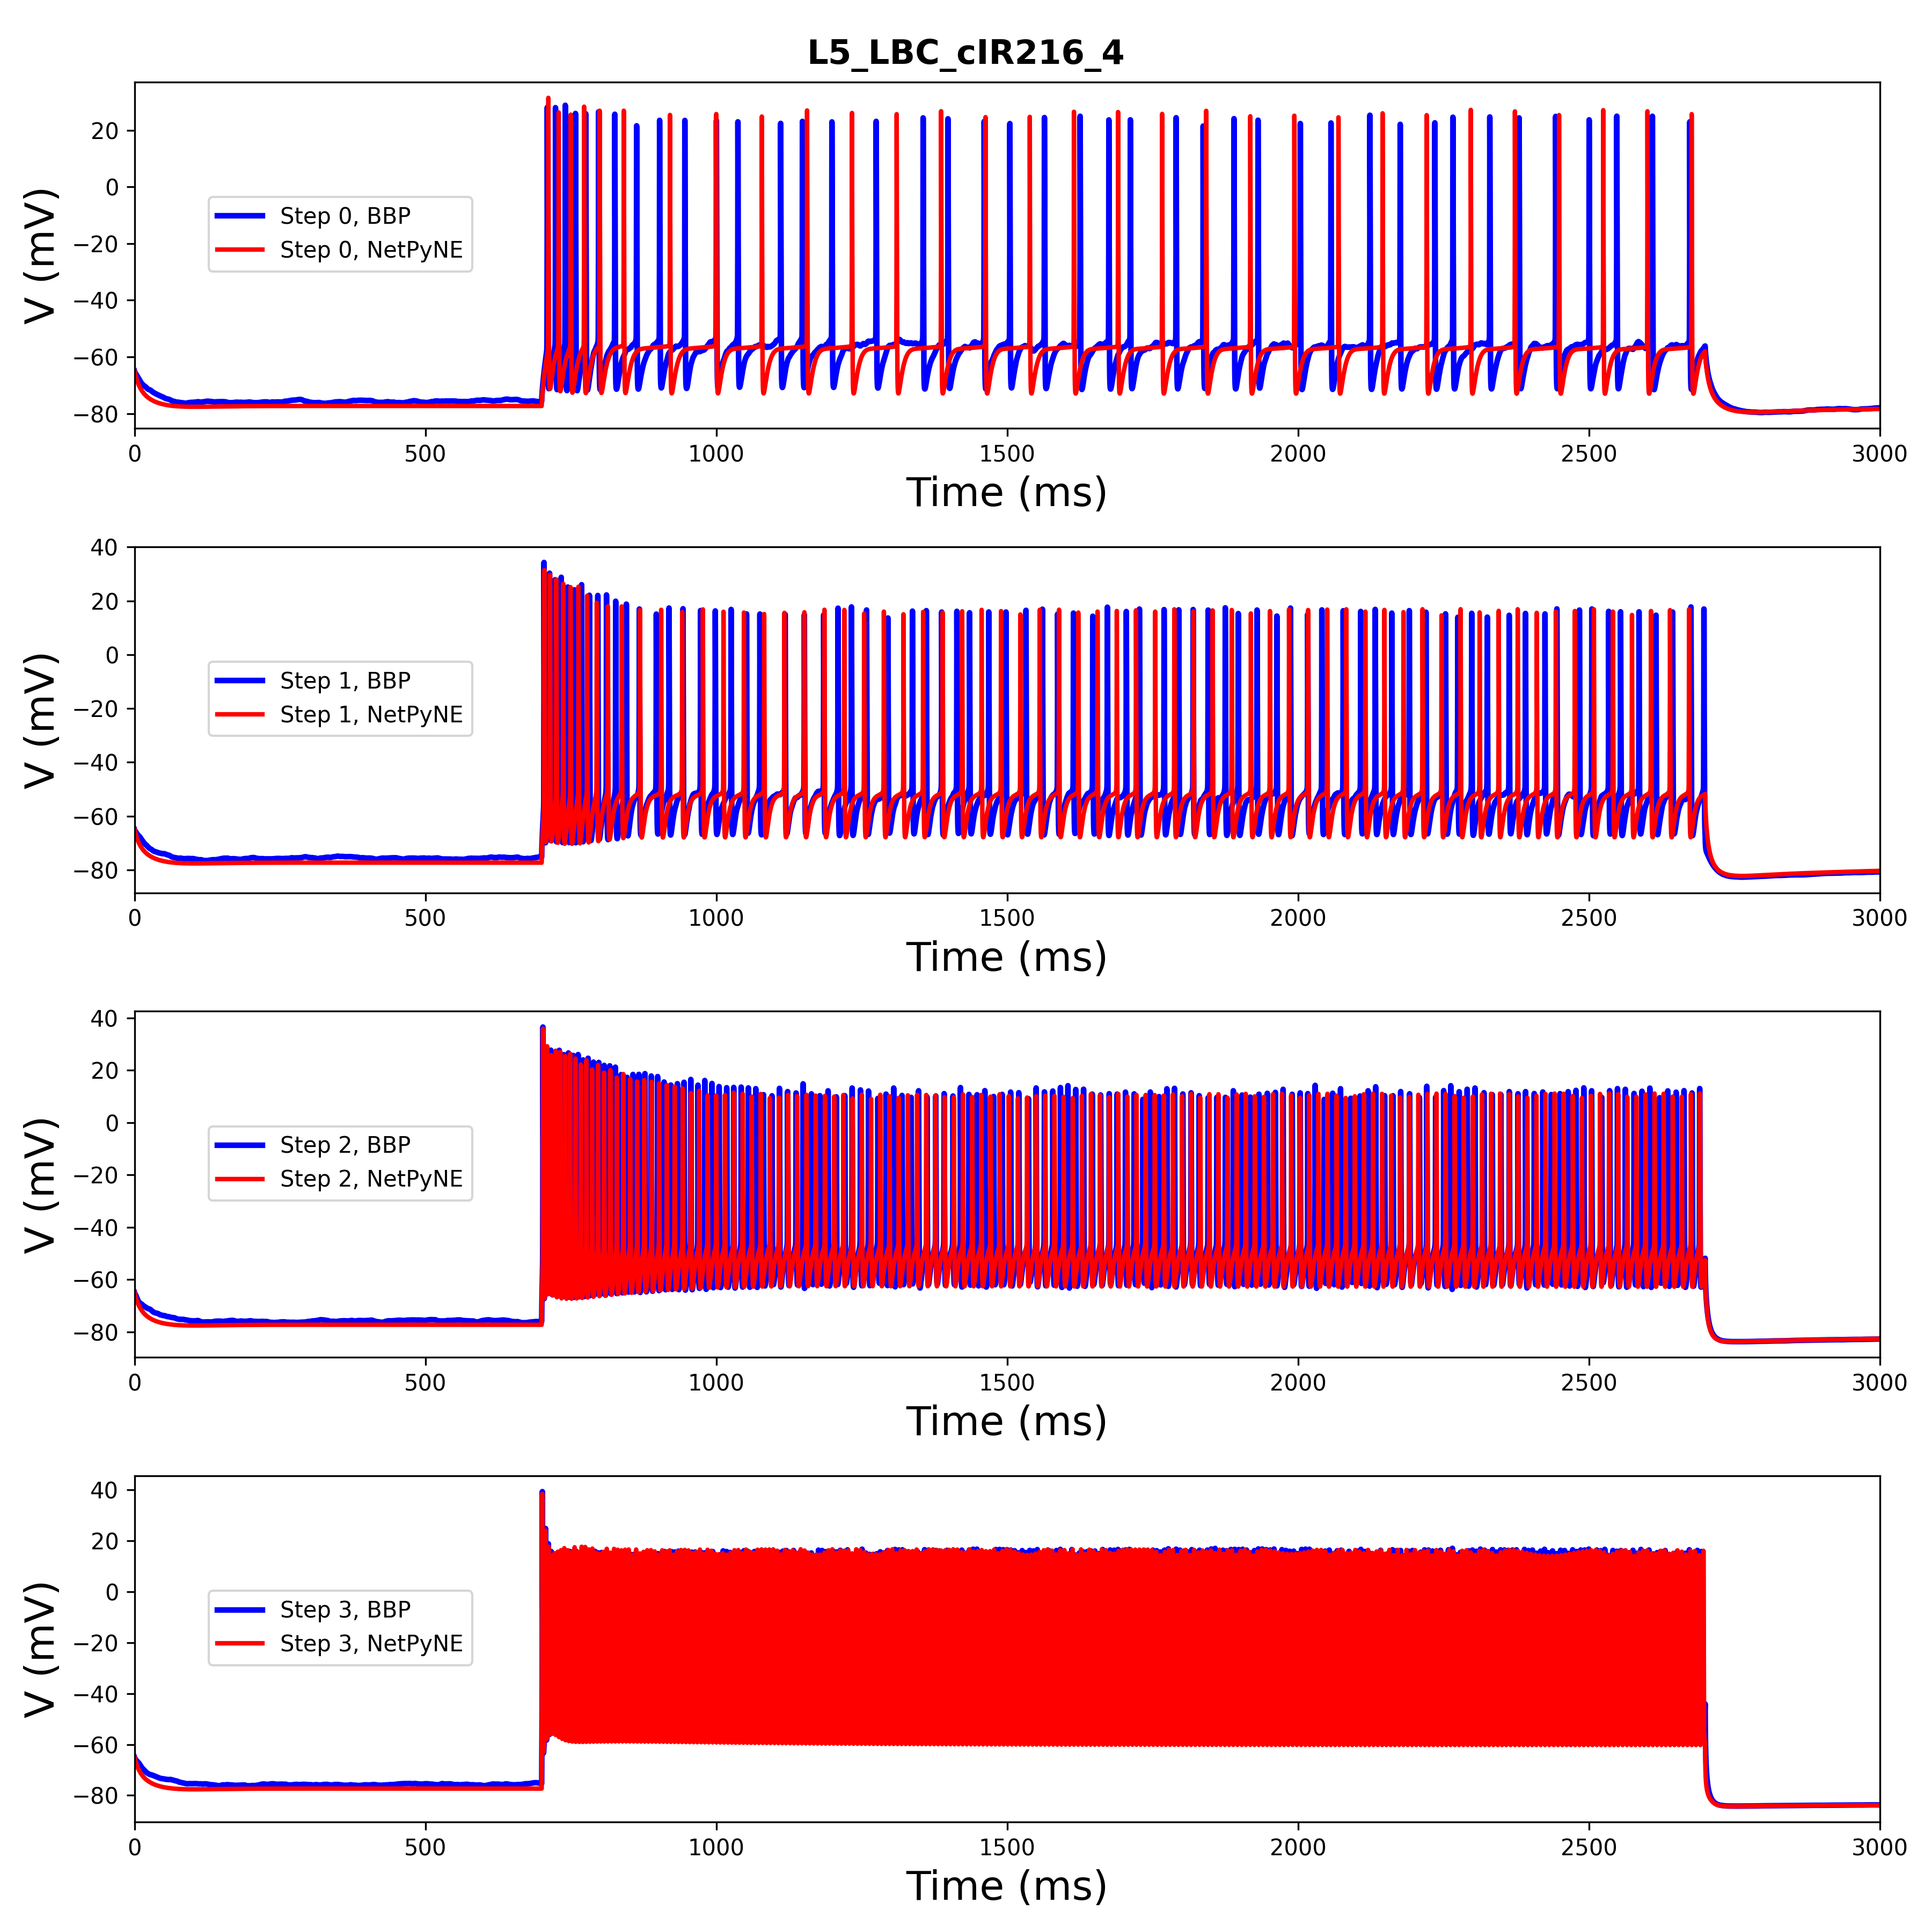 L5_LBC_cIR216_4
20
0
−20
−40
−60
−80
V (mV)
Step 0, BBP
Step 0, NetPyNE
0 500 1000 1500 2000 2500 3000
Time (ms)
40
20
0
−20
−40
−60
−80
V (mV)
Step 1, BBP
Step 1, NetPyNE
0 500 1000 1500 2000 2500 3000
Time (ms)
40
20
0
−20
−40
−60
−80
V (mV)
Step 2, BBP
Step 2, NetPyNE
0 500 1000 1500 2000 2500 3000
Time (ms)
40
20
0
−20
−40
−60
−80
V (mV)
Step 3, BBP
Step 3, NetPyNE
0 500 1000 1500 2000 2500 3000
Time (ms)